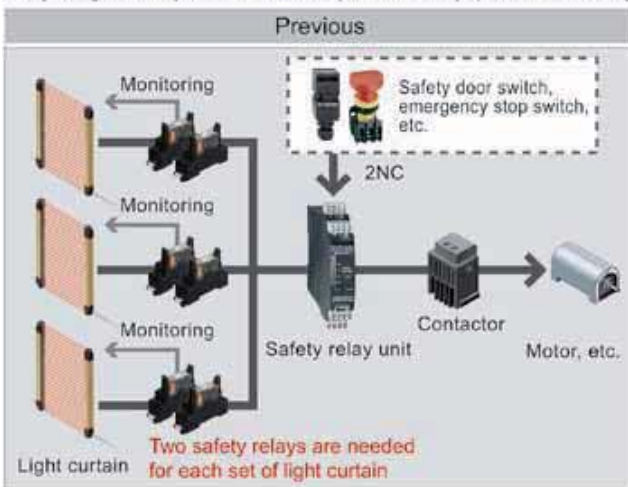 Previous
Monitoring
Safety door switch,
emergency stop switch,
etc.
2NC
Monitoring
Monitoring
Safety relay unit
Contactor
Motor, etc.
Light curtain
Two safety relays are needed
for each set of light curtain